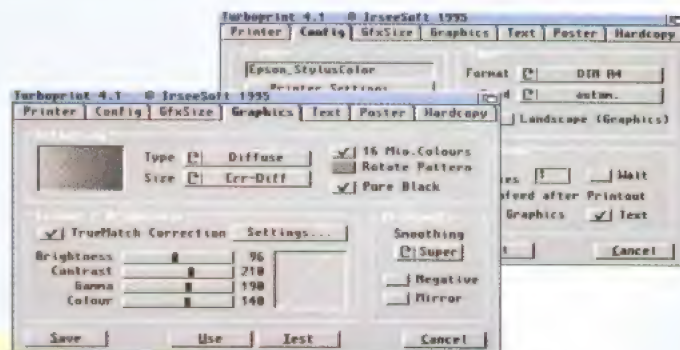 Turboprint 4.1 © IrseeSoft 1995
Printer Config GfxSize Graphics Text Poster Hardcopy
Epson_StylusColor
Printer Settings
Format DIN A4
autom.
Landscape (Graphics)
1 Wait
after Printout
Graphics Text
Cancel
Turboprint 4.1 © IrseeSoft 1995
Printer Config GfxSize Graphics Text Poster Hardcopy
Type Diffuse
Size Err-Diff
16 Mio.Colours
Rotate Pattern
Pure Black
TrueMatch Correction Settings...
Brightness 96
Contrast 210
Gamma 190
Colour 140
Smoothing
Super
Negative
Mirror
Save Use Test Cancel